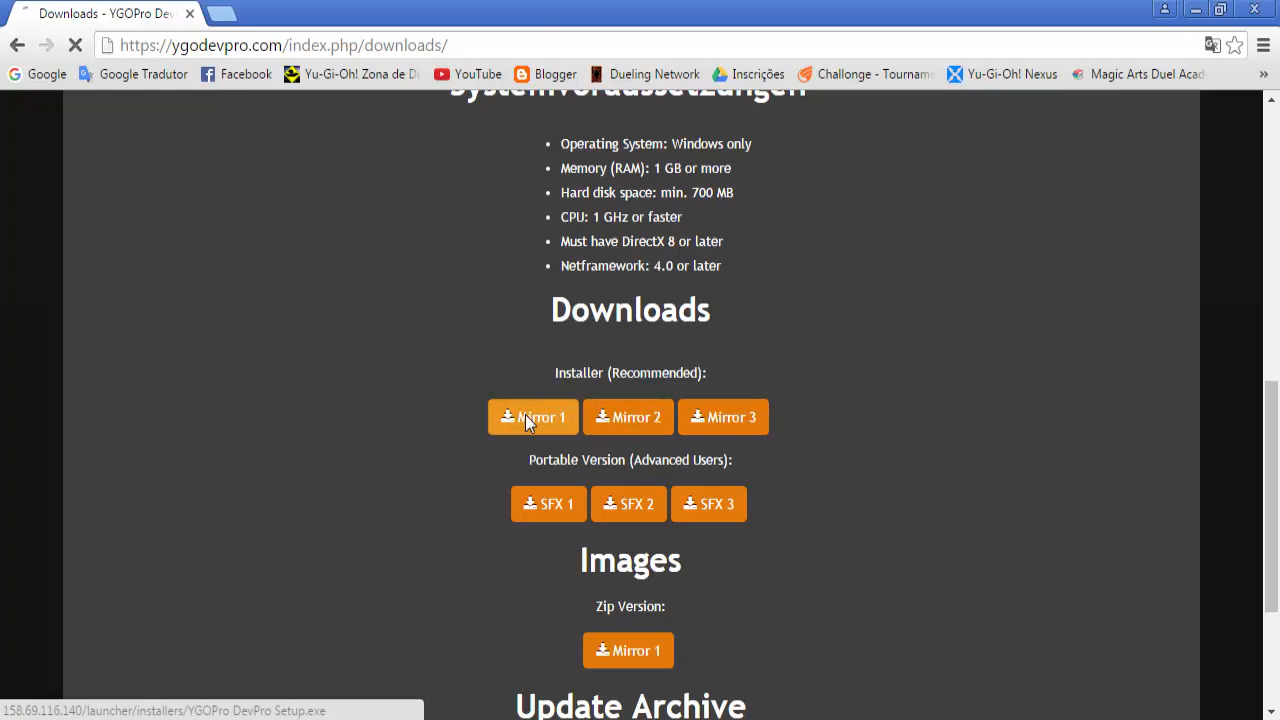 Downloads - YGOPro Dev
https://ygodevpro.com/index.php/downloads/
Google Google Tradutor Facebook Yu-Gi-Oh! Zona de D YouTube Blogger Dueling Network Inscrições Challonge - Tourname Yu-Gi-Oh! Nexus Magic Arts Duel Acad »
Systemvoraussetzungen
• Operating System: Windows only
• Memory (RAM): 1 GB or more
• Hard disk space: min. 700 MB
• CPU: 1 GHz or faster
• Must have DirectX 8 or later
• Netframework: 4.0 or later
Downloads
Installer (Recommended):
Mirror 1 Mirror 2 Mirror 3
Portable Version (Advanced Users):
SFX 1 SFX 2 SFX 3
Images
Zip Version:
Mirror 1
Update Archive
158.69.116.140/launcher/installers/YGOPro DevPro Setup.exe